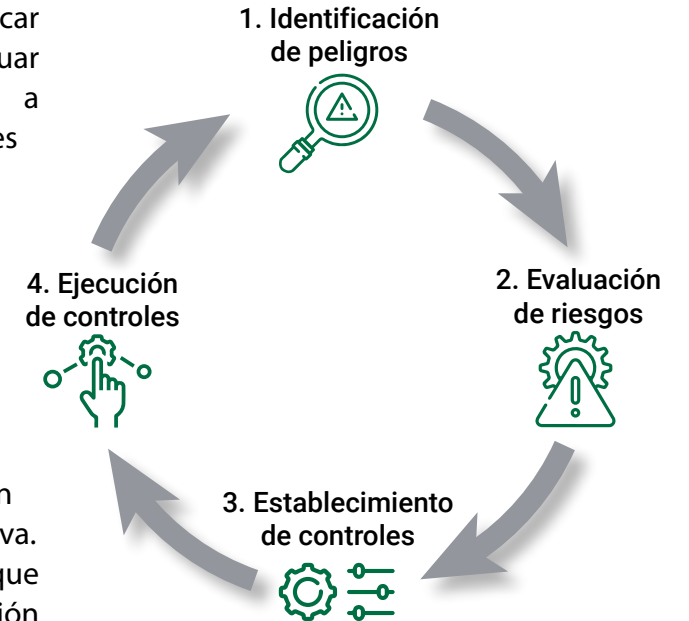 1. Identificación
de peligros
a
2. Evaluación
de riesgos
4. Ejecución
de controles
3. Establecimiento
de controles